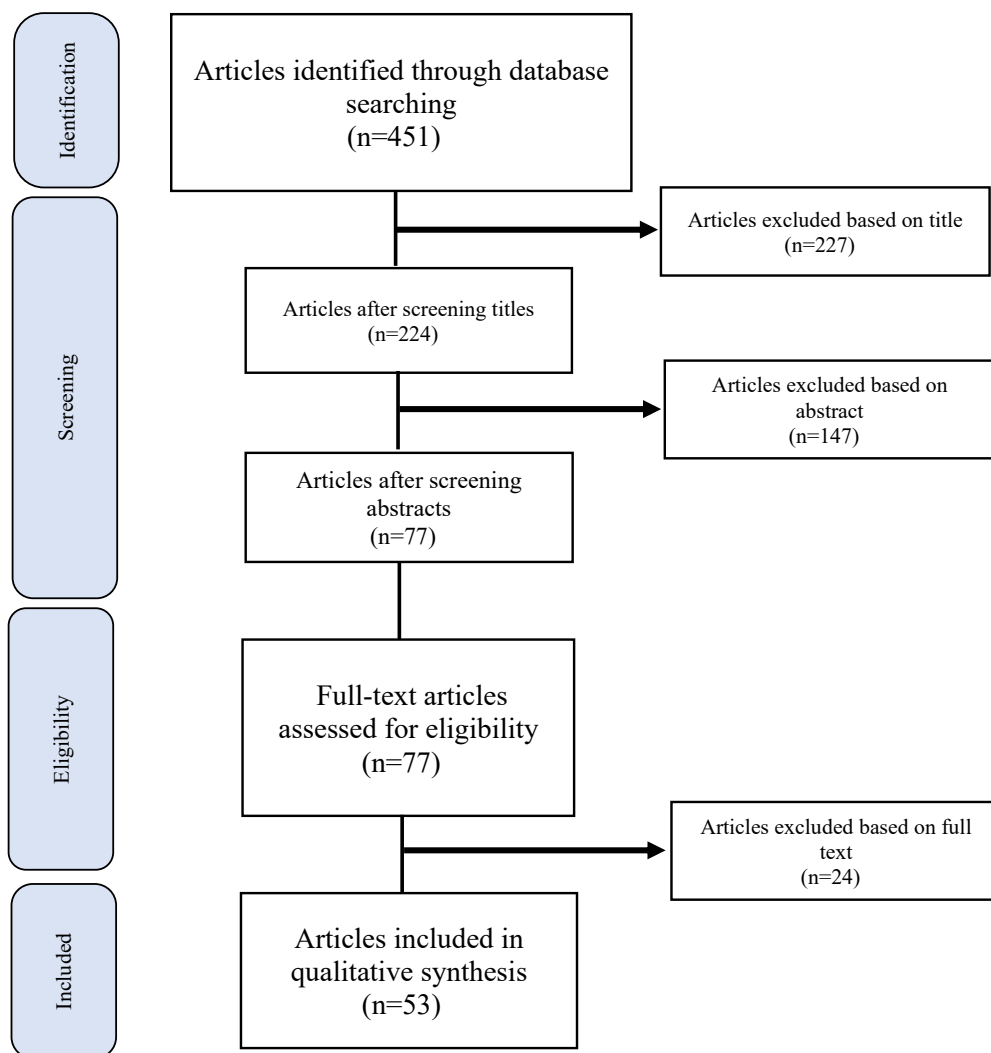 Identification
Articles identified through database
searching
(n=451)
Articles excluded based on title
(n=227)
Screening
Articles after screening titles
(n=224)
Articles excluded based on
abstract
(n=147)
Articles after screening
abstracts
(n=77)
Eligibility
Full-text articles
assessed for eligibility
(n=77)
Articles excluded based on full
text
(n=24)
Included
Articles included in
qualitative synthesis
(n=53)